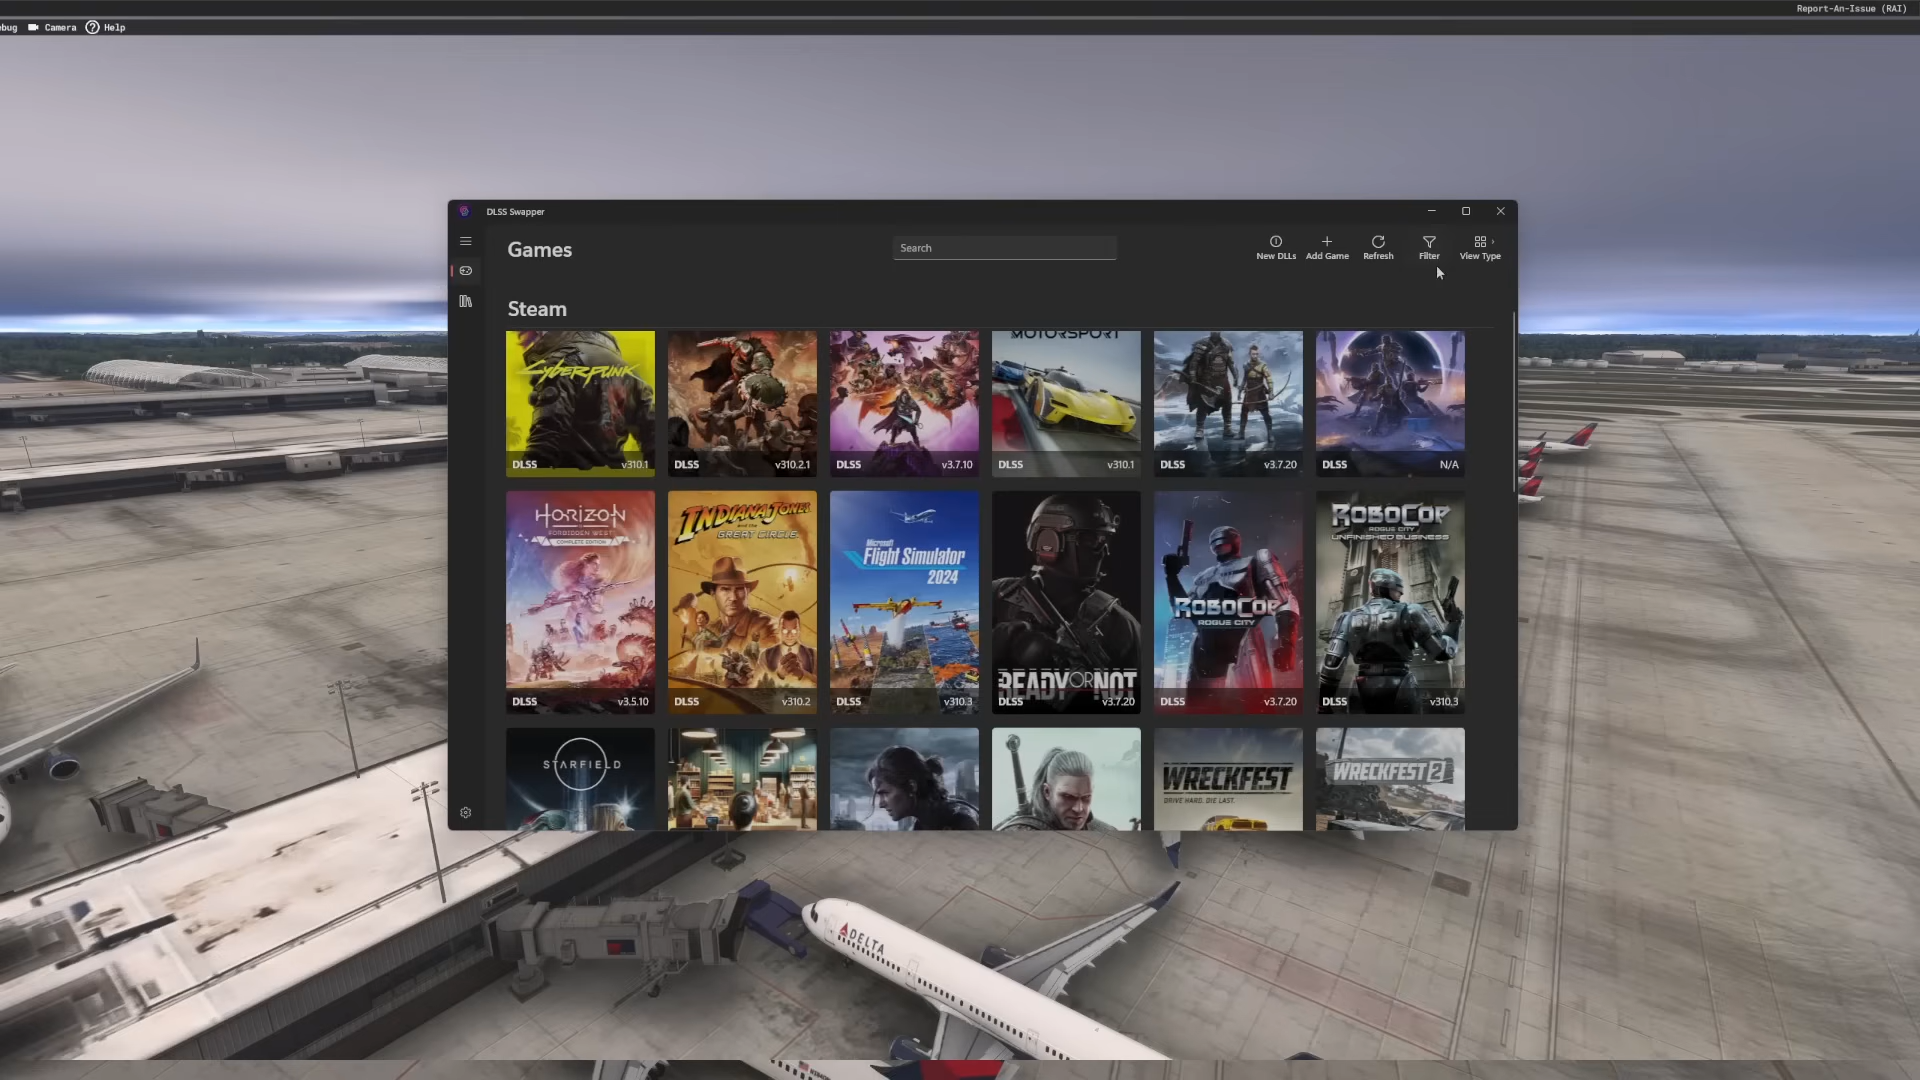 Report-An-Issue (RAI)
ebug Camera Help
DLSS Swapper
Games
Search
New DLLs
Add Game
Refresh
Filter
View Type
Steam
CYBERPUNK
DLSS v310.1
DLSS v310.2.1
DLSS v3.7.10
MOTORSPORT
DLSS v310.1
DLSS v3.7.20
DLSS N/A
HORIZON
FORBIDDEN WEST
COMPLETE EDITION
DLSS v3.5.10
INDIANA JONES
and the
GREAT CIRCLE
DLSS v310.2
Microsoft
Flight Simulator
2024
DLSS v310.3
READY OR NOT
DLSS v3.7.20
ROBOCOP
ROGUE CITY
DLSS v3.7.20
ROBOCOP
ROGUE CITY
UNFINISHED BUSINESS
DLSS v310.3
STARFIELD
WRECKFEST
DRIVE HARD. DIE LAST.
WRECKFEST 2
DELTA